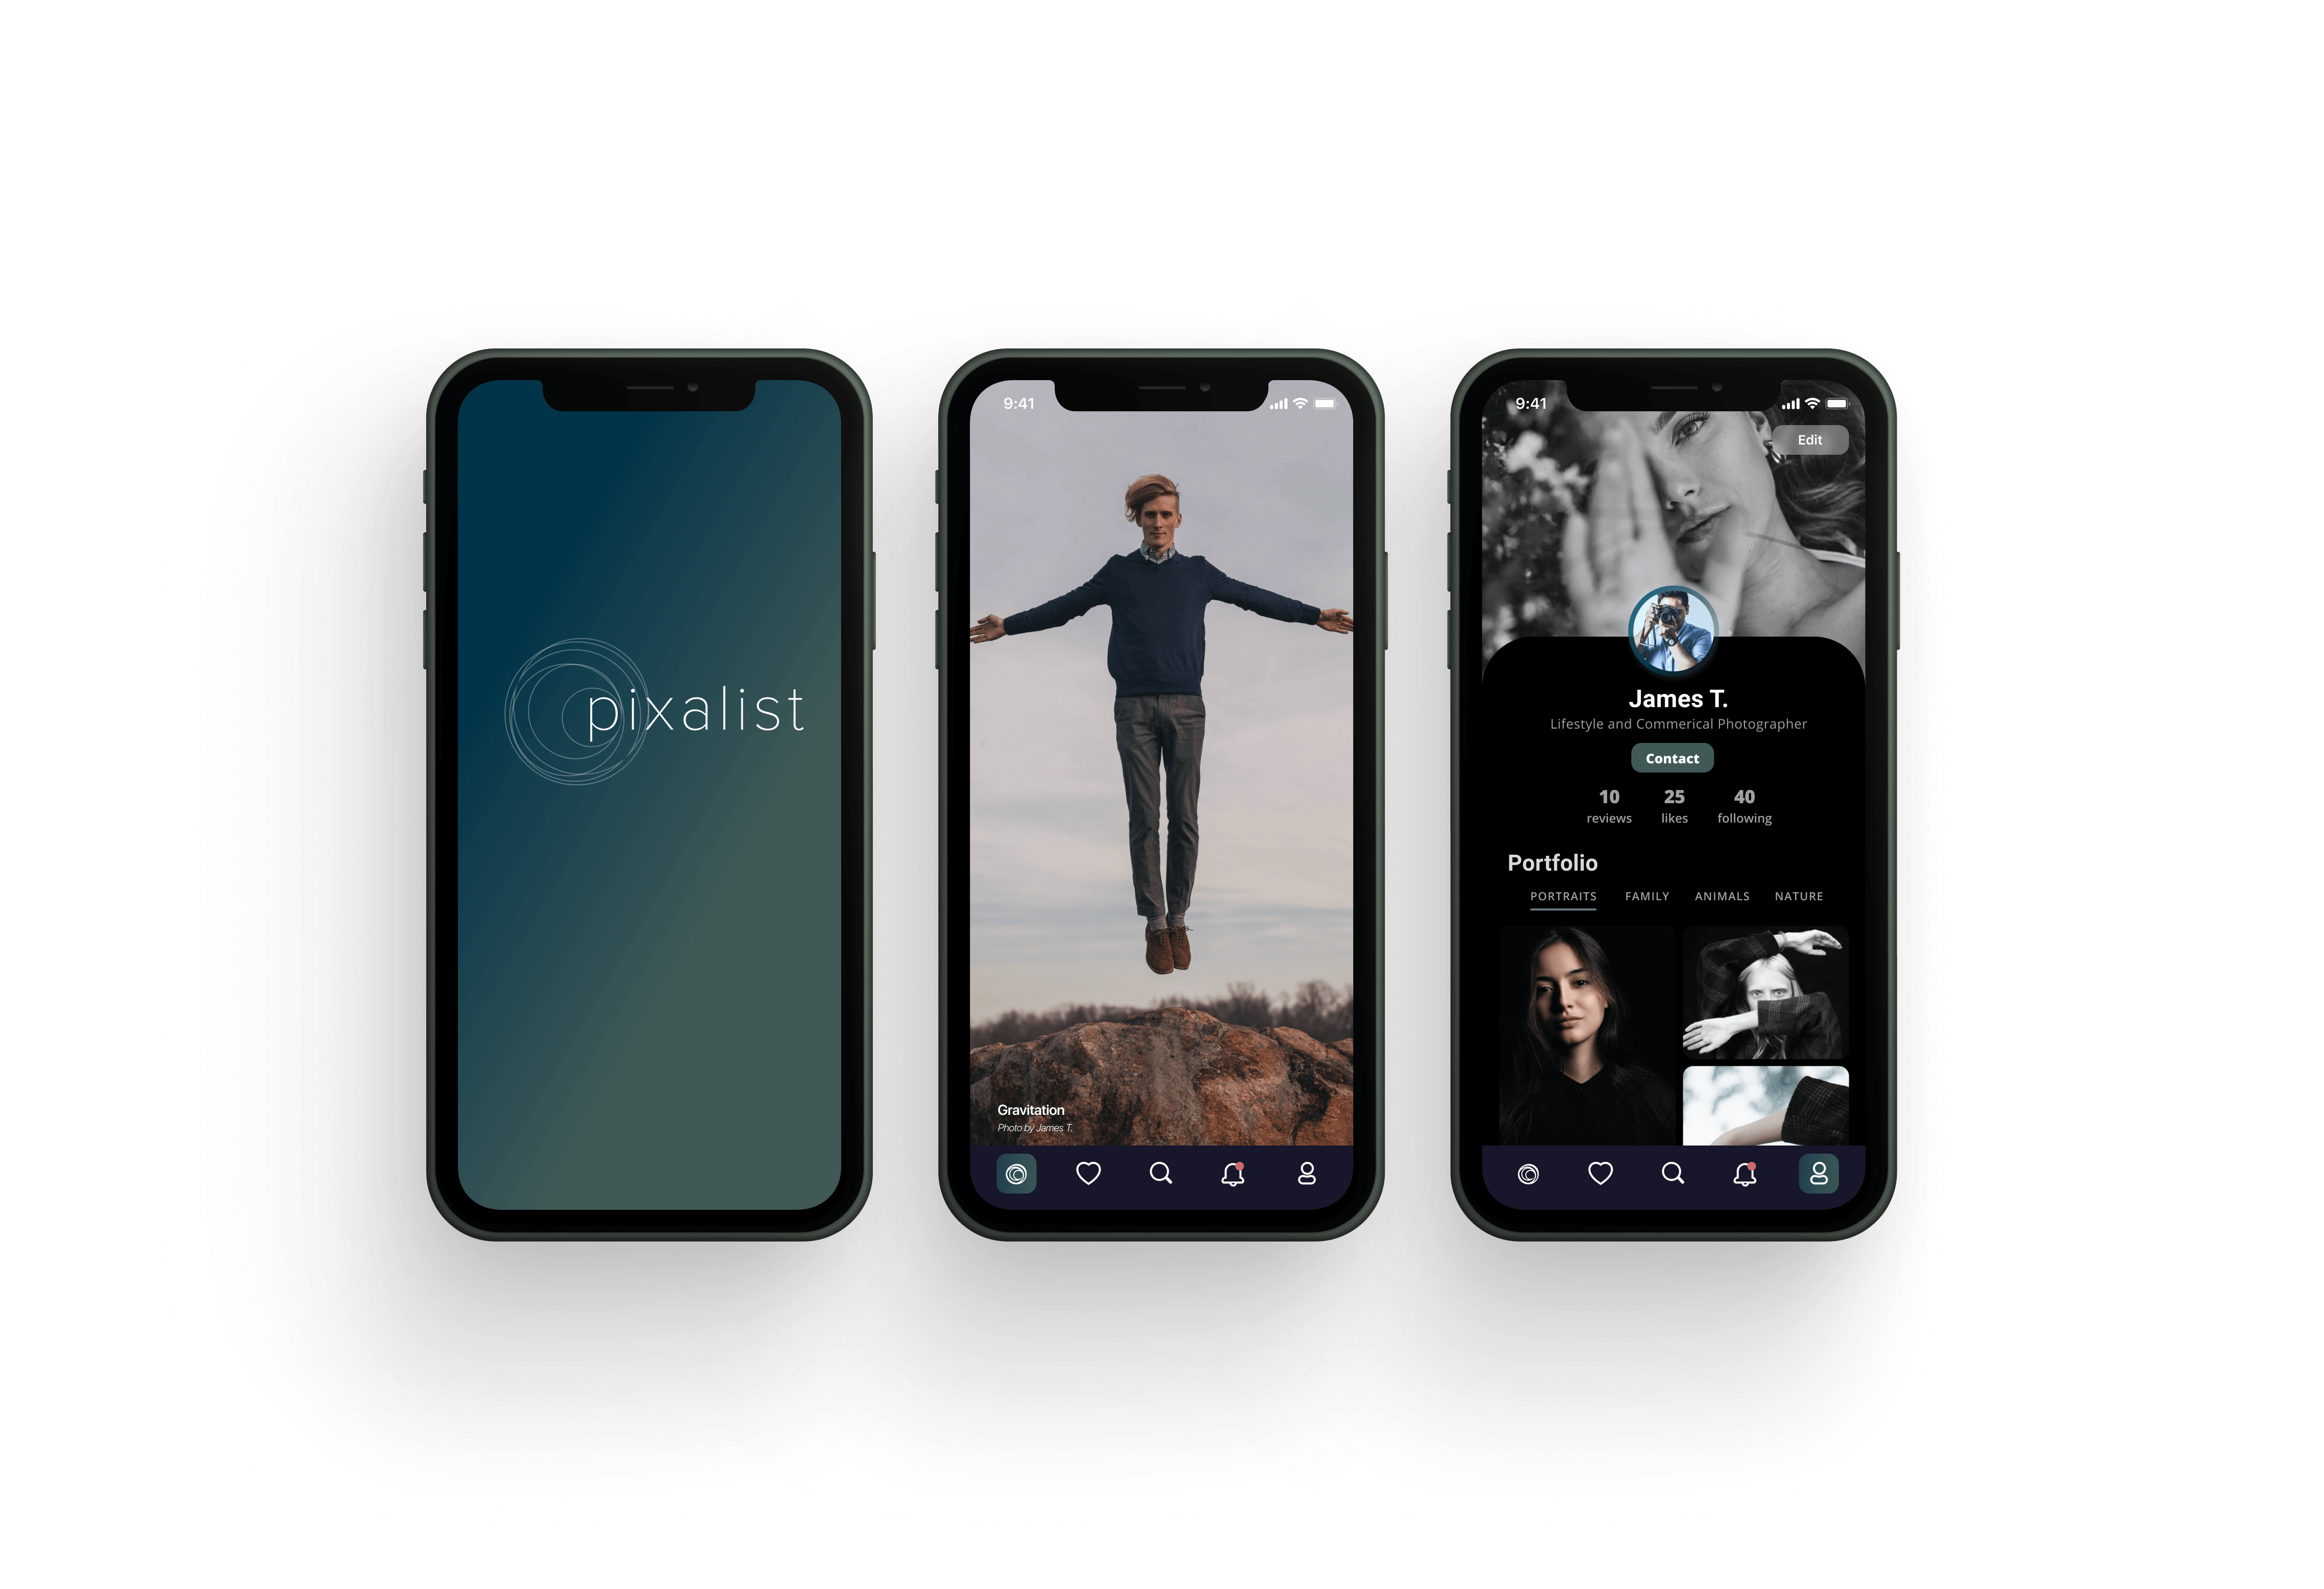 pixalist
9:41
Gravitation
Photo by James T.
9:41
Edit
James T.
Lifestyle and Commerical Photographer
Contact
10 25 40
reviews likes following
Portfolio
PORTRAITS FAMILY ANIMALS NATURE